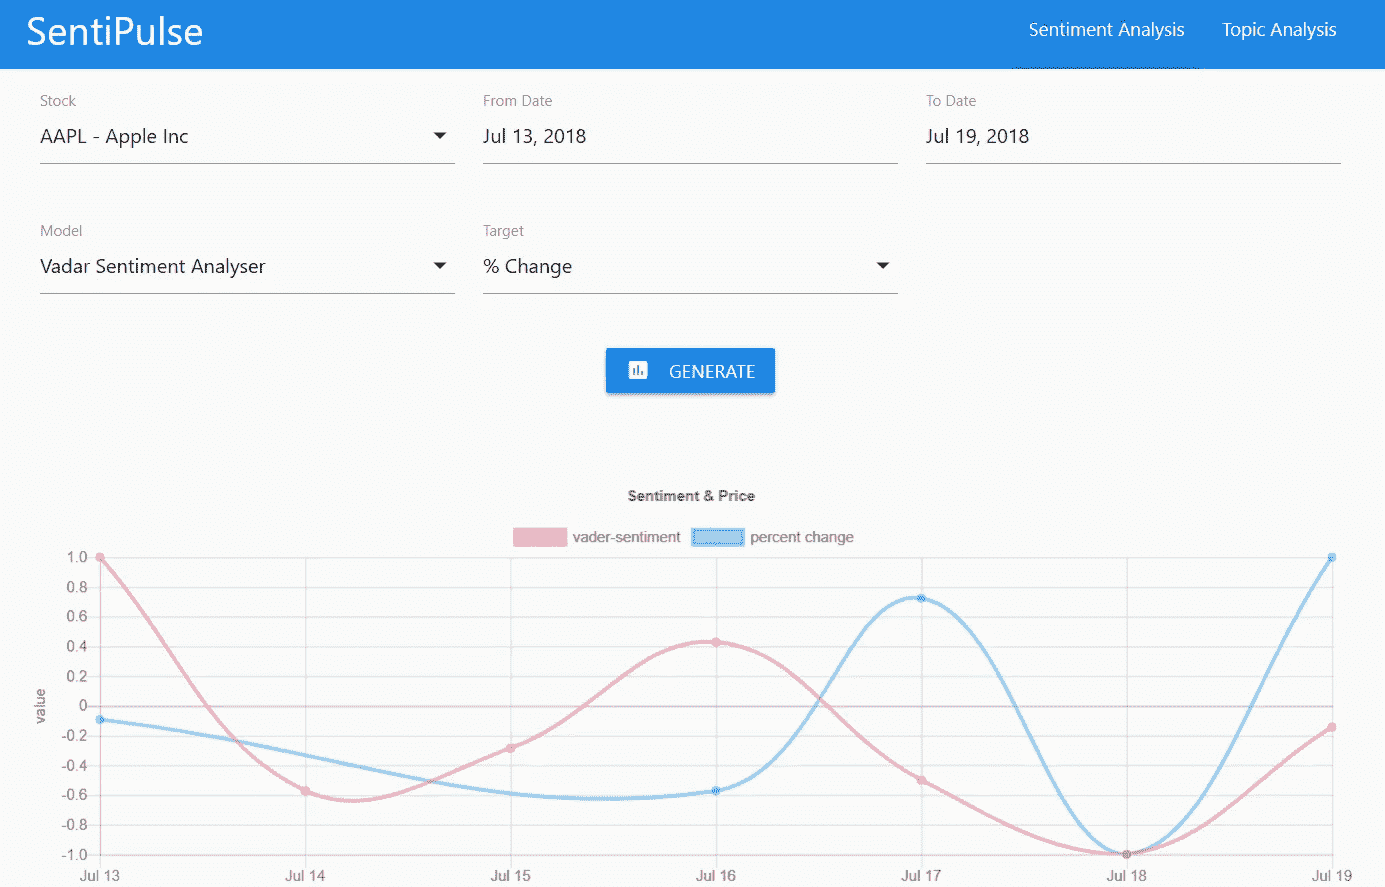 SentiPulse
Sentiment Analysis Topic Analysis
Stock From Date To Date
AAPL - Apple Inc Jul 13, 2018 Jul 19, 2018
Model Target
Vadar Sentiment Analyser % Change
GENERATE
Sentiment & Price
vader-sentiment percent change
1.0
0.8
0.6
0.4
0.2
0
-0.2
-0.4
-0.6
-0.8
-1.0
value
Jul 13 Jul 14 Jul 15 Jul 16 Jul 17 Jul 18 Jul 19